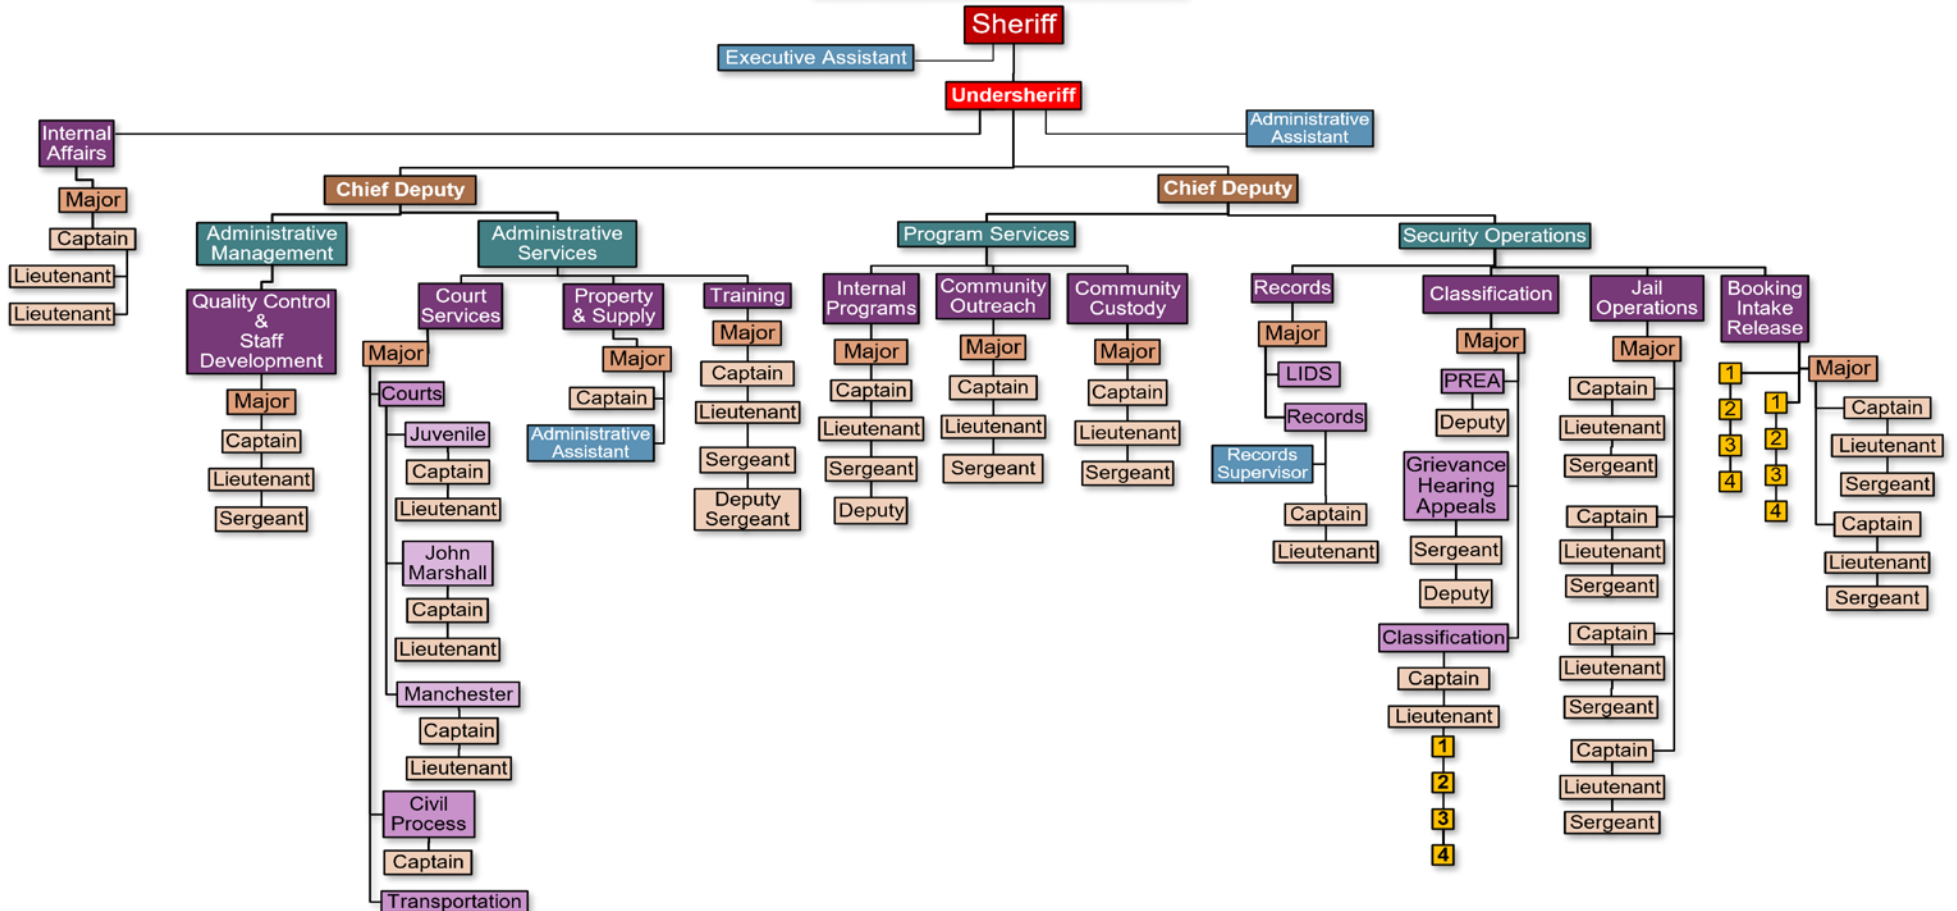 Sheriff
Executive Assistant
Undersheriff
Administrative
Assistant
Internal
Affairs
Major
Captain
Lieutenant
Lieutenant
Chief Deputy
Administrative
Management
Quality Control
&
Staff
Development
Major
Captain
Lieutenant
Sergeant
Administrative
Services
Court
Services
Major
Courts
Juvenile
Captain
Lieutenant
John
Marshall
Captain
Lieutenant
Manchester
Captain
Lieutenant
Civil
Process
Captain
Transportation
Property
& Supply
Major
Captain
Administrative
Assistant
Training
Major
Captain
Lieutenant
Sergeant
Deputy
Sergeant
Chief Deputy
Program Services
Internal
Programs
Major
Captain
Lieutenant
Sergeant
Deputy
Community
Outreach
Major
Captain
Lieutenant
Sergeant
Community
Custody
Major
Captain
Lieutenant
Sergeant
Security Operations
Records
Major
LIDS
Records
Records
Supervisor
Captain
Lieutenant
Classification
Major
PREA
Deputy
Grievance
Hearing
Appeals
Sergeant
Deputy
Classification
Captain
Lieutenant
1
2
3
4
Jail
Operations
Major
Captain
Lieutenant
Sergeant
Captain
Lieutenant
Sergeant
Captain
Lieutenant
Sergeant
Captain
Lieutenant
Sergeant
Booking
Intake
Release
1
2
3
4
1
2
3
4
Major
Captain
Lieutenant
Sergeant
Captain
Lieutenant
Sergeant